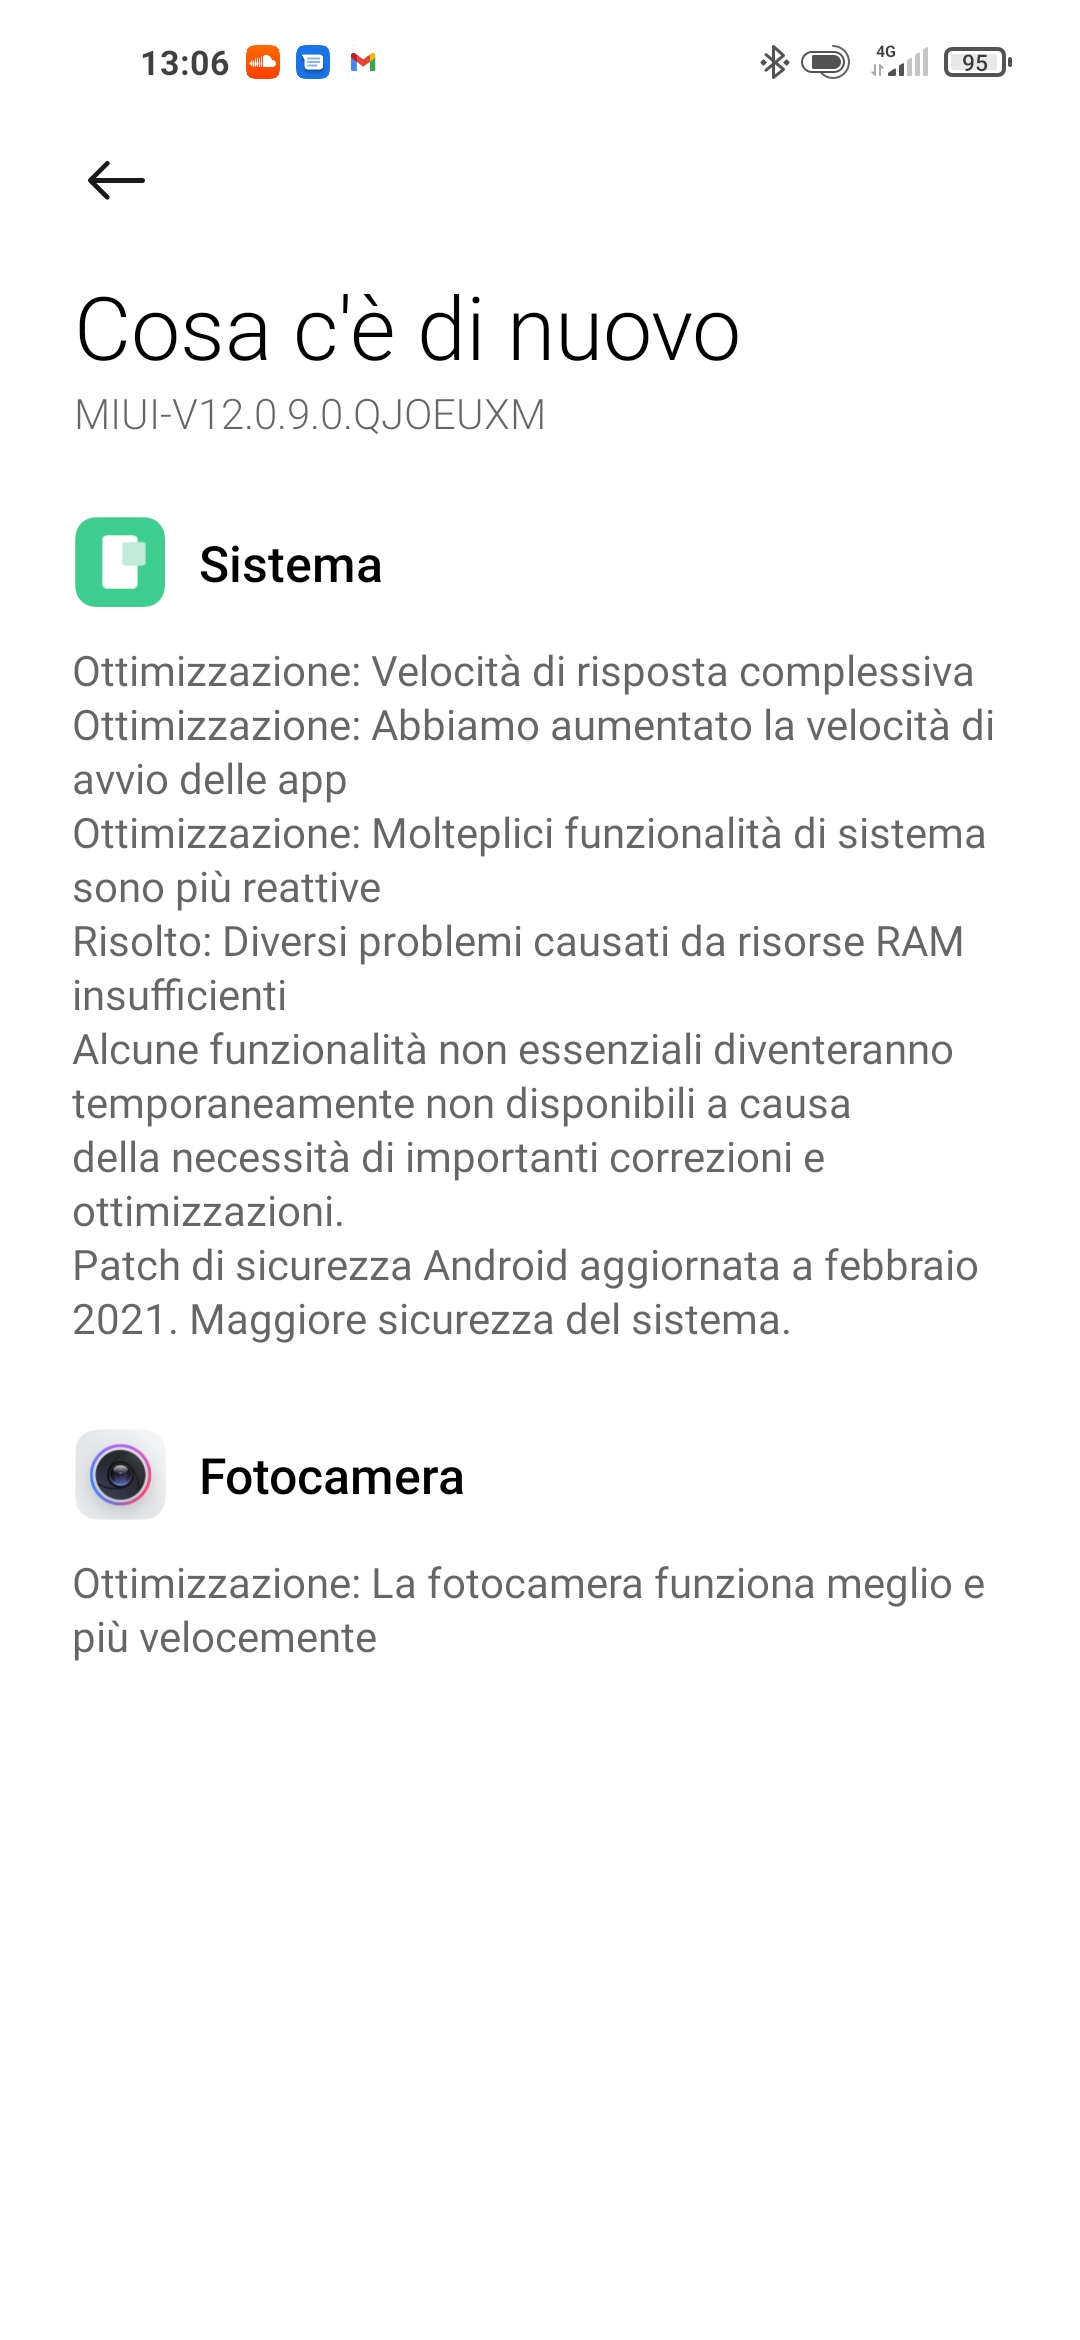 13:06
4G
95
Cosa c'è di nuovo
MIUI-V12.0.9.0.QJOEUXM
Sistema
Ottimizzazione: Velocità di risposta complessiva
Ottimizzazione: Abbiamo aumentato la velocità di
avvio delle app
Ottimizzazione: Molteplici funzionalità di sistema
sono più reattive
Risolto: Diversi problemi causati da risorse RAM
insufficienti
Alcune funzionalità non essenziali diventeranno
temporaneamente non disponibili a causa
della necessità di importanti correzioni e
ottimizzazioni.
Patch di sicurezza Android aggiornata a febbraio
2021. Maggiore sicurezza del sistema.
Fotocamera
Ottimizzazione: La fotocamera funziona meglio e
più velocemente